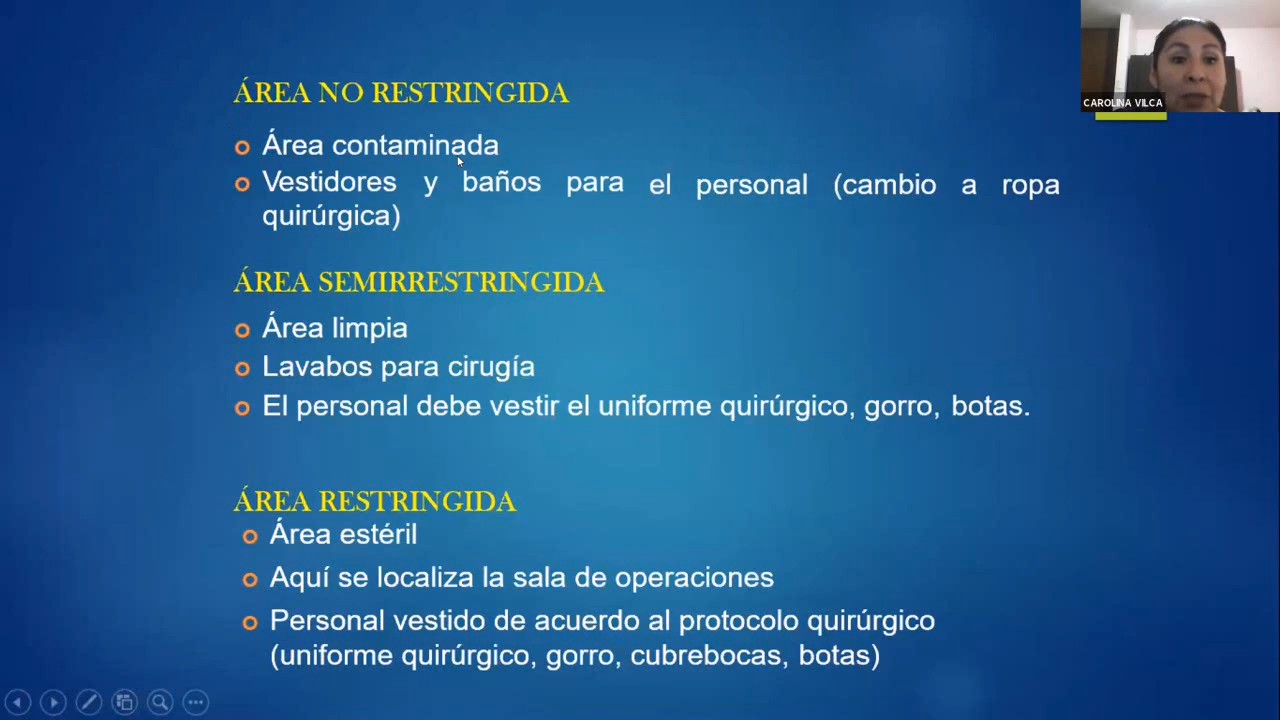 CAROLINA VILCA
ÁREA NO RESTRINGIDA
Área contaminada
Vestidores y baños para el personal (cambio a ropa
quirúrgica)
ÁREA SEMIRRESTRINGIDA
Área limpia
Lavabos para cirugía
El personal debe vestir el uniforme quirúrgico, gorro, botas.
ÁREA RESTRINGIDA
Área estéril
Aquí se localiza la sala de operaciones
Personal vestido de acuerdo al protocolo quirúrgico
(uniforme quirúrgico, gorro, cubrebocas, botas)